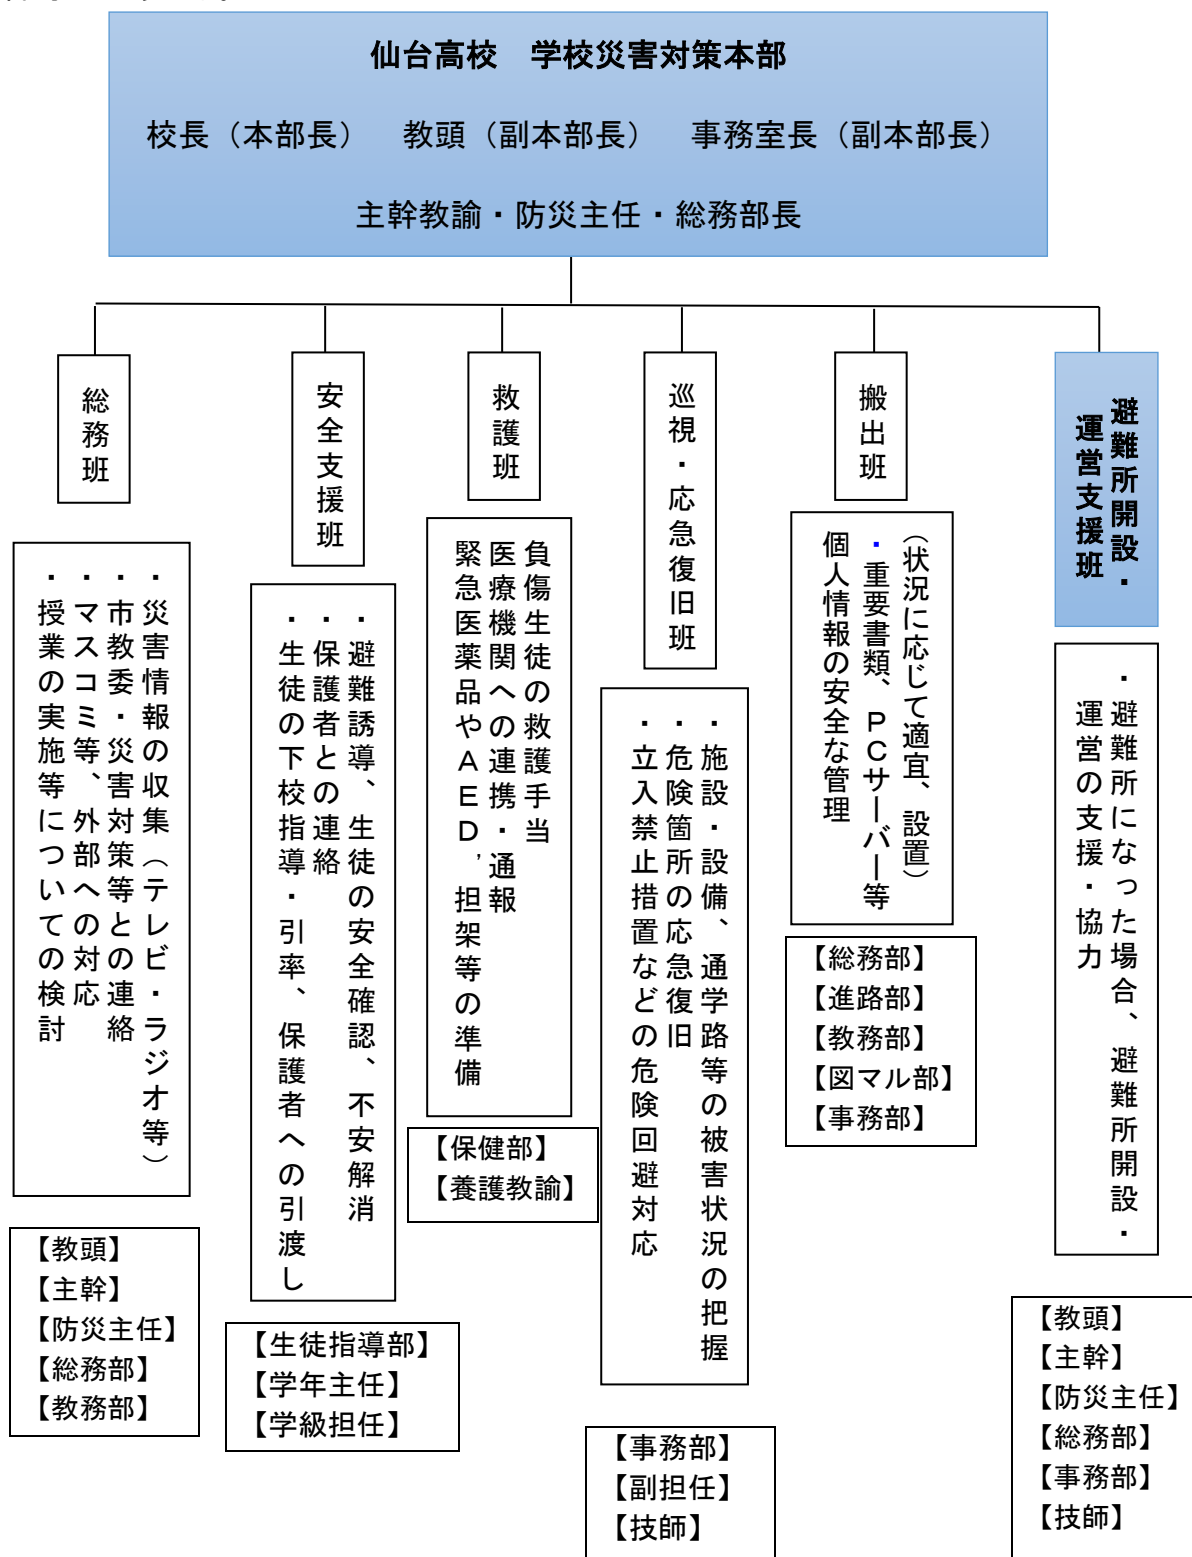 仙台高校　学校災害対策本部
校長（本部長）　教頭（副本部長）　事務室長（副本部長）
主幹教諭・防災主任・総務部長
総務班
・災害情報の収集（テレビ・ラジオ等）
・市教委・災害対策等との連絡
・マスコミ等、外部への対応
・授業の実施等についての検討
【教頭】
【主幹】
【防災主任】
【総務部】
【教務部】
安全支援班
・避難誘導、生徒の安全確認、不安解消
・保護者との連絡
・生徒の下校指導・引率、保護者への引渡し
【生徒指導部】
【学年主任】
【学級担任】
救護班
負傷生徒の救護手当
医療機関への連携・通報
緊急医薬品やＡＥＤ，担架等の準備
【保健部】
【養護教諭】
巡視・応急復旧班
・施設・設備、通学路等の被害状況の把握
・危険箇所の応急復旧
・立入禁止措置などの危険回避対応
【事務部】
【副担任】
【技師】
搬出班
（状況に応じて適宜、設置）
・重要書類、ＰＣサーバー等
個人情報の安全な管理
【総務部】
【進路部】
【教務部】
【図マル部】
【事務部】
避難所開設・
運営支援班
・避難所になった場合、避難所開設・
運営の支援・協力
【教頭】
【主幹】
【防災主任】
【総務部】
【事務部】
【技師】